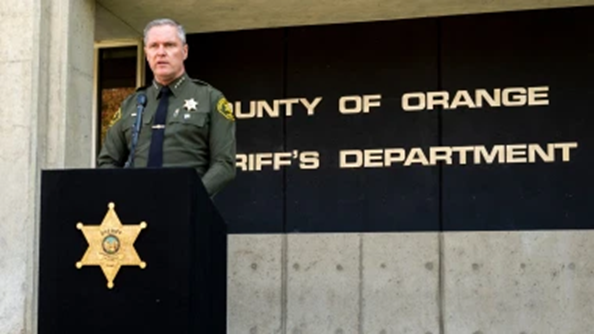 UNTY OF ORANGE
RIFF'S DEPARTMENT